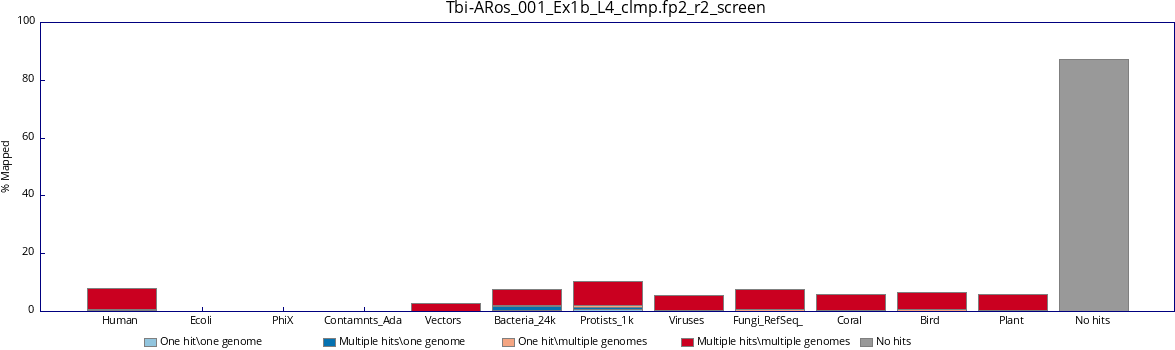 Tbi-ARos_001_Ex1b_L4_clmp.fp2_r2_screen
100
80
60
40
20
0
% Mapped
Human Ecoli PhiX Contamnts_Ada Vectors Bacteria_24k Protists_1k Viruses Fungi_RefSeq_ Coral Bird Plant No hits
One hit\one genome Multiple hits\one genome One hit\multiple genomes Multiple hits\multiple genomes No hits